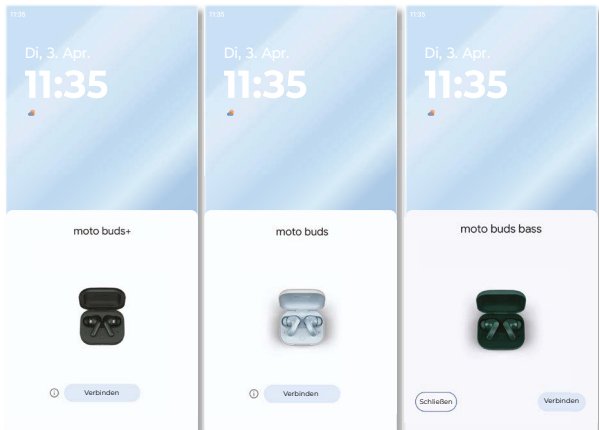 11:35
Di, 3. Apr.
11:35
moto buds+
Verbinden
11:35
Di, 3. Apr.
11:35
moto buds
Verbinden
11:35
Di, 3. Apr.
11:35
moto buds bass
Schließen
Verbinden